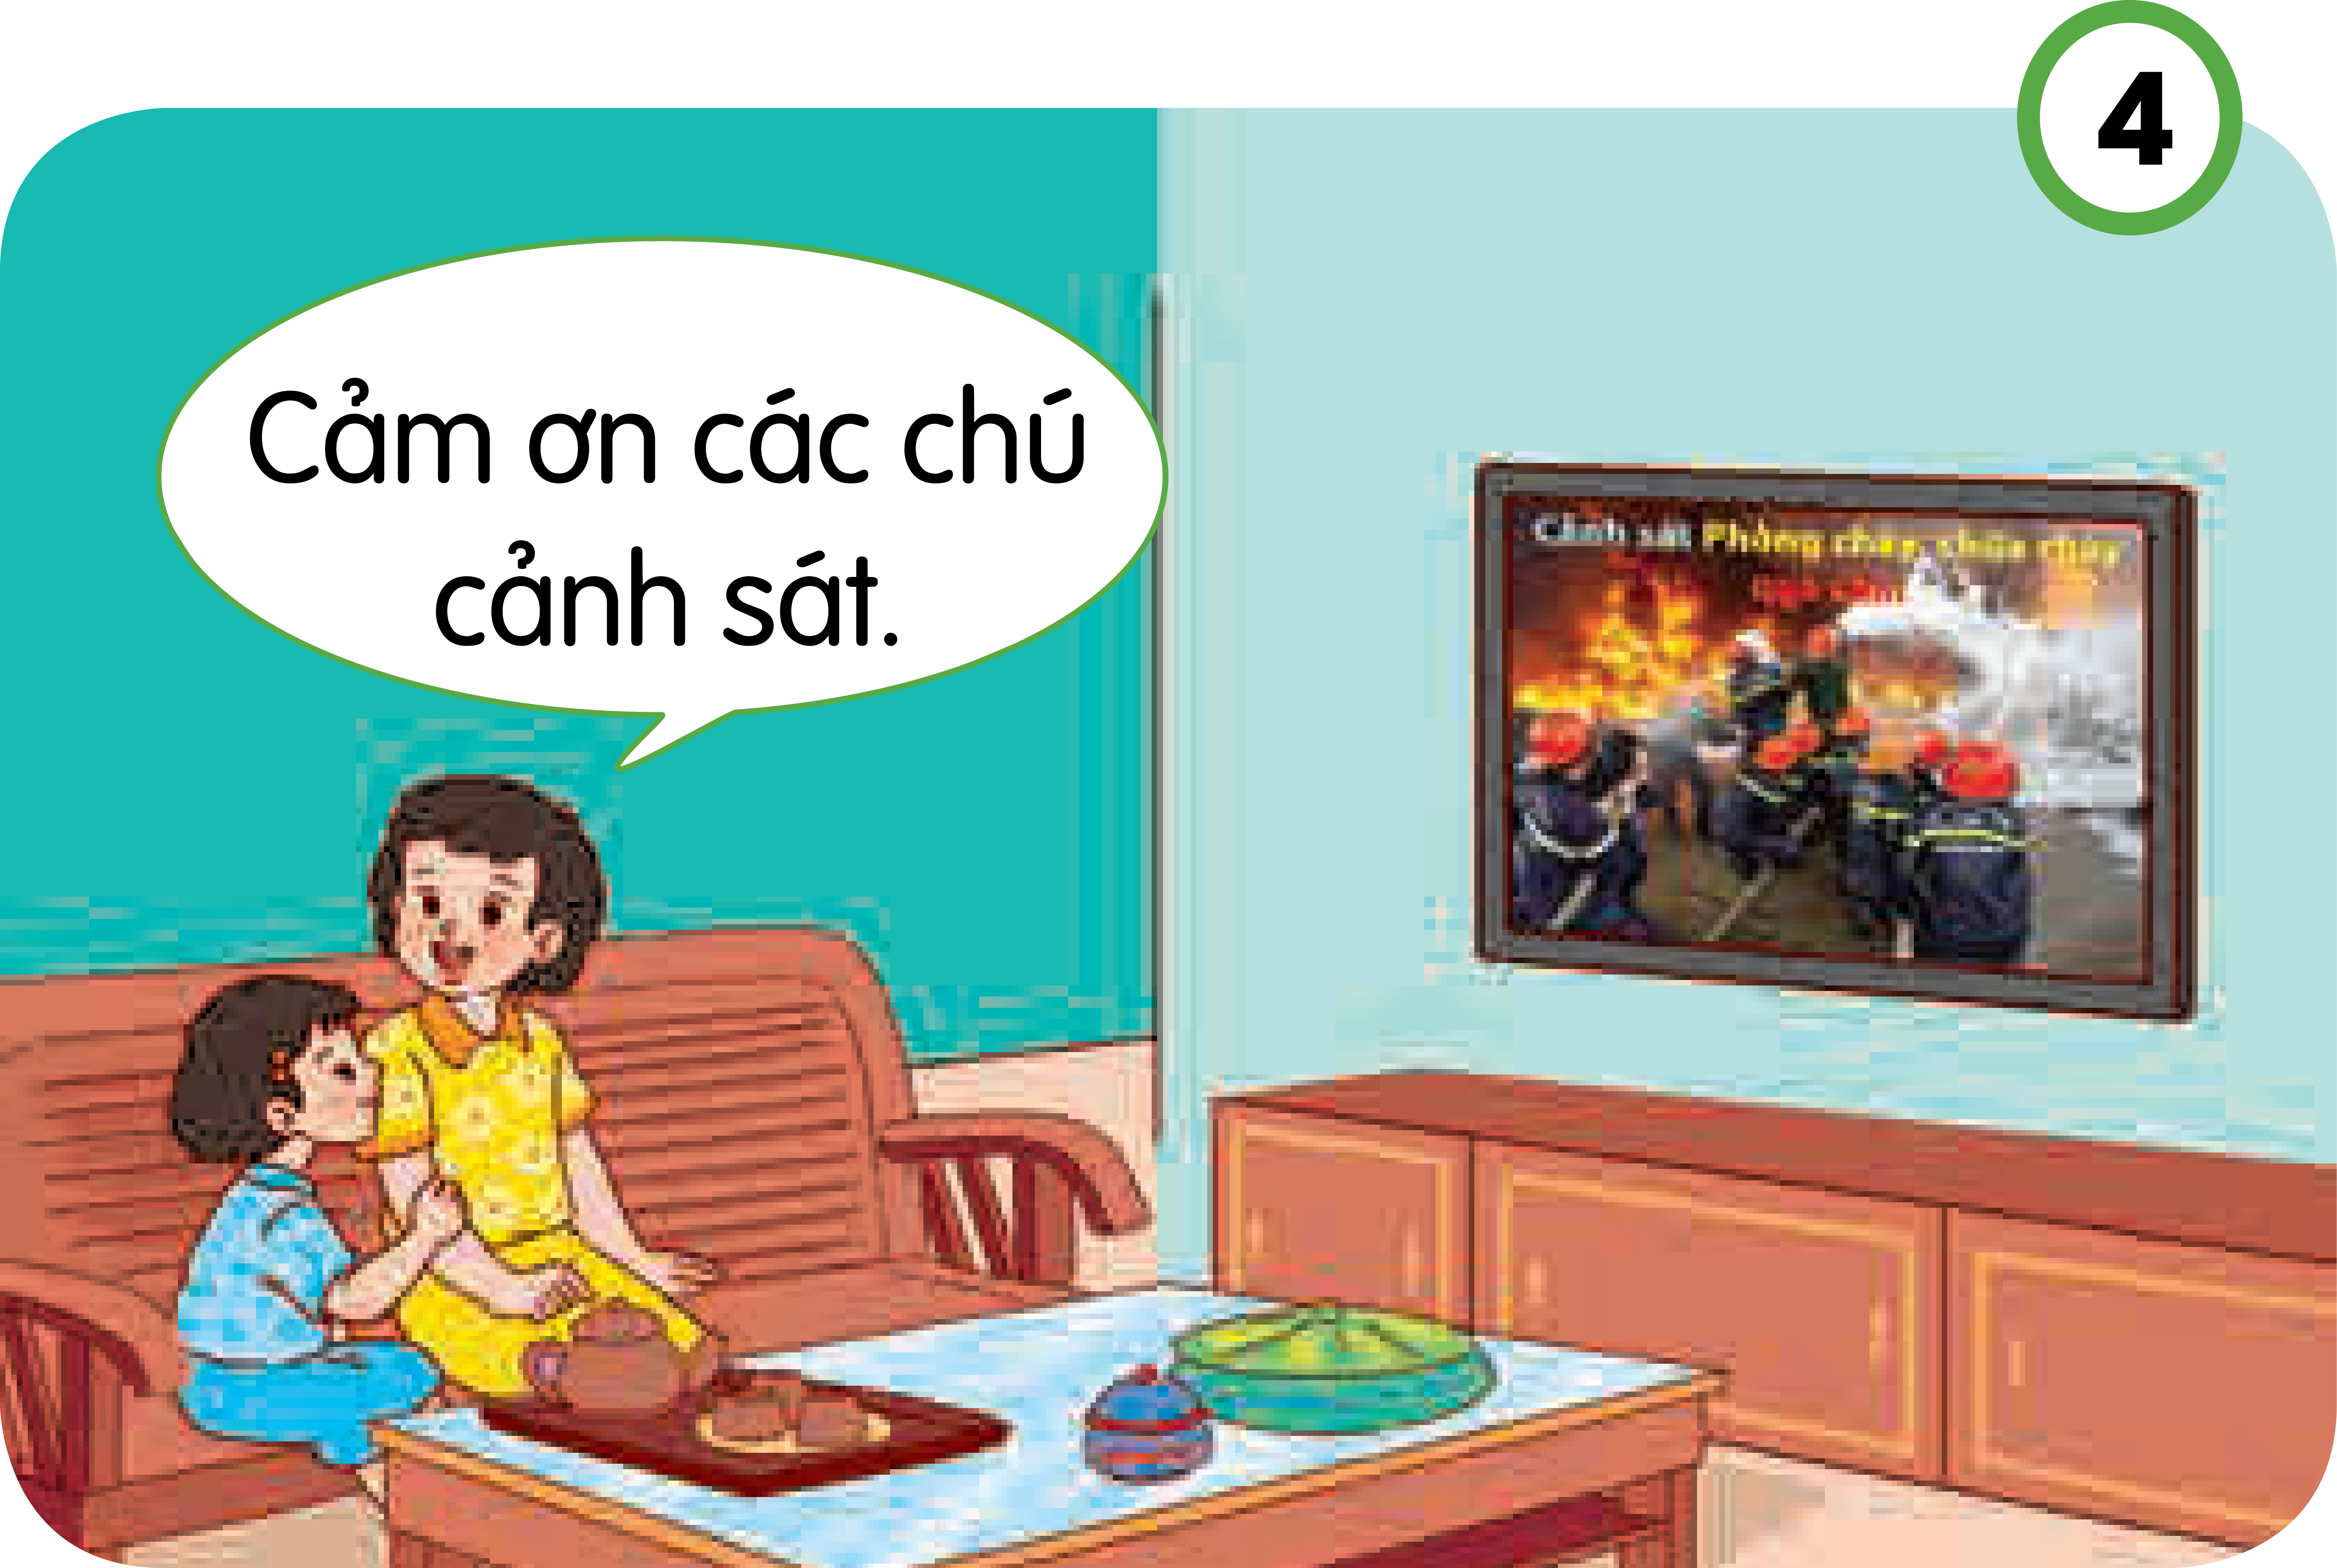 4
Cảm ơn các chú
cảnh sát.
Cảnh sát Phòng cháy chữa cháy